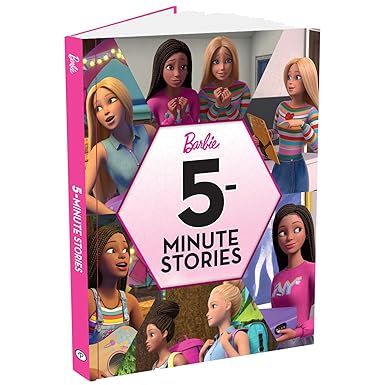 Barbie
5-MINUTE STORIES
Barbie
5-
MINUTE
STORIES